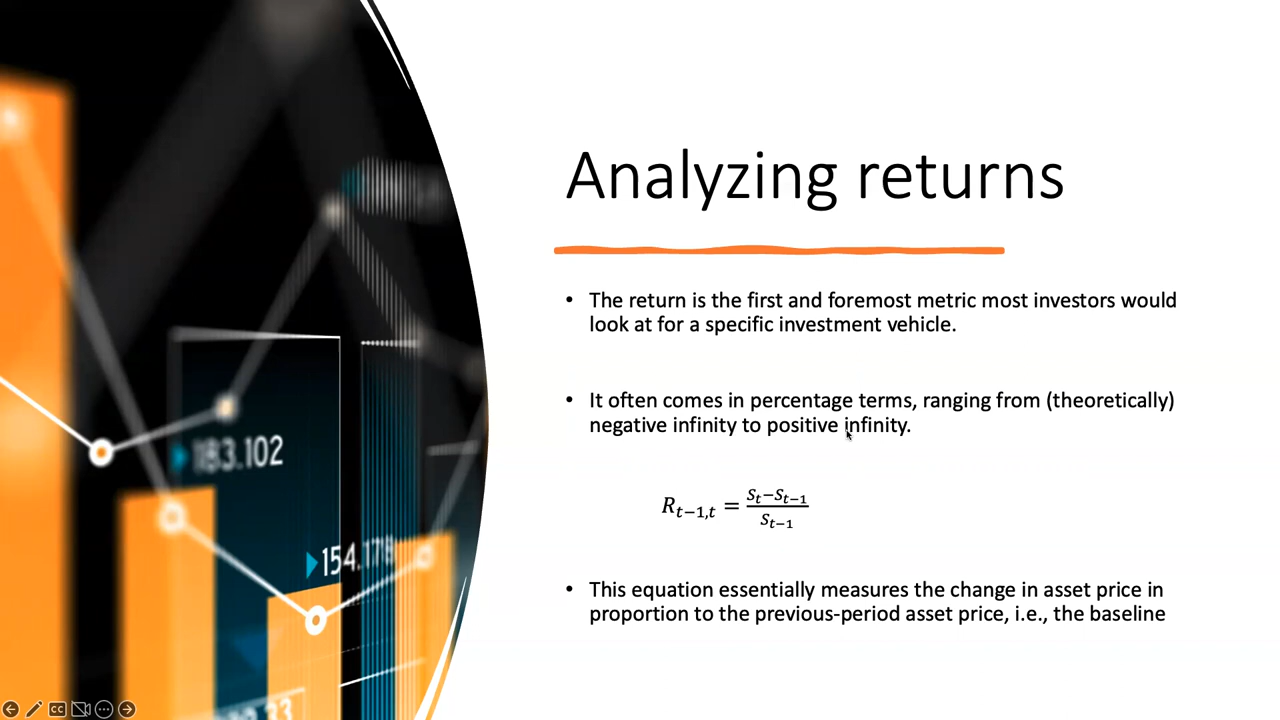 Analyzing returns
• The return is the first and foremost metric most investors would
look at for a specific investment vehicle.
• It often comes in percentage terms, ranging from (theoretically)
negative infinity to positive infinity.
R_{t−1,t} = \frac{S_t−S_{t−1}}{S_{t−1}}
• This equation essentially measures the change in asset price in
proportion to the previous-period asset price, i.e., the baseline
183.102
154.178
CC